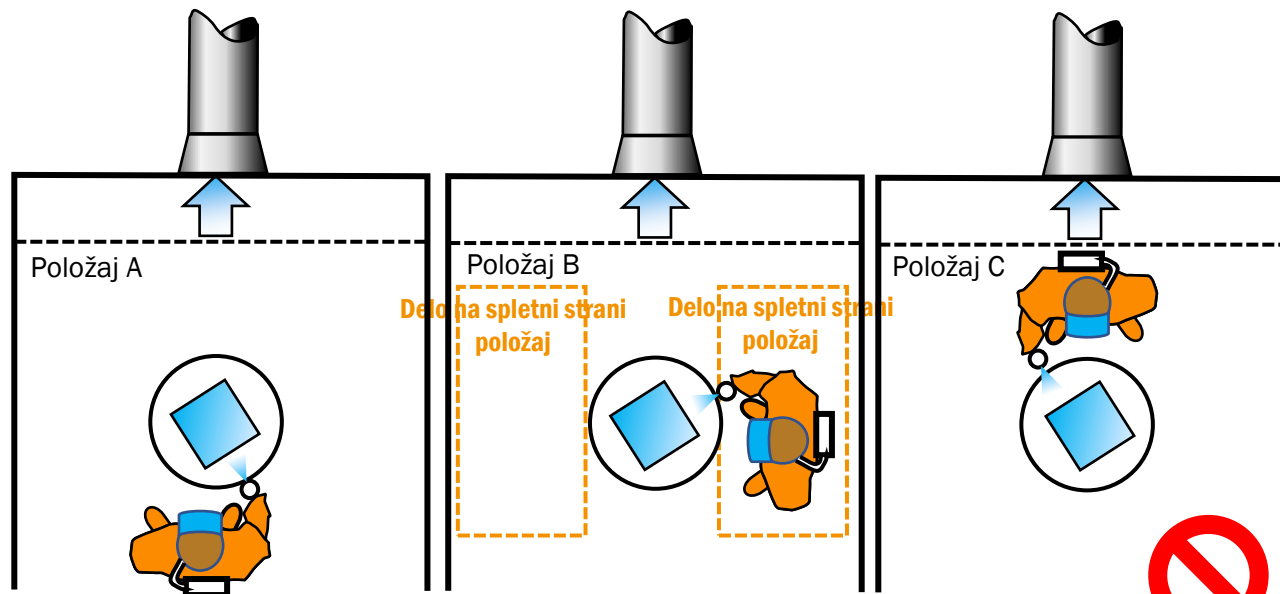 Položaj A
Položaj B
Položaj C
Delo na spletni strani
položaj
Delo na spletni strani
položaj